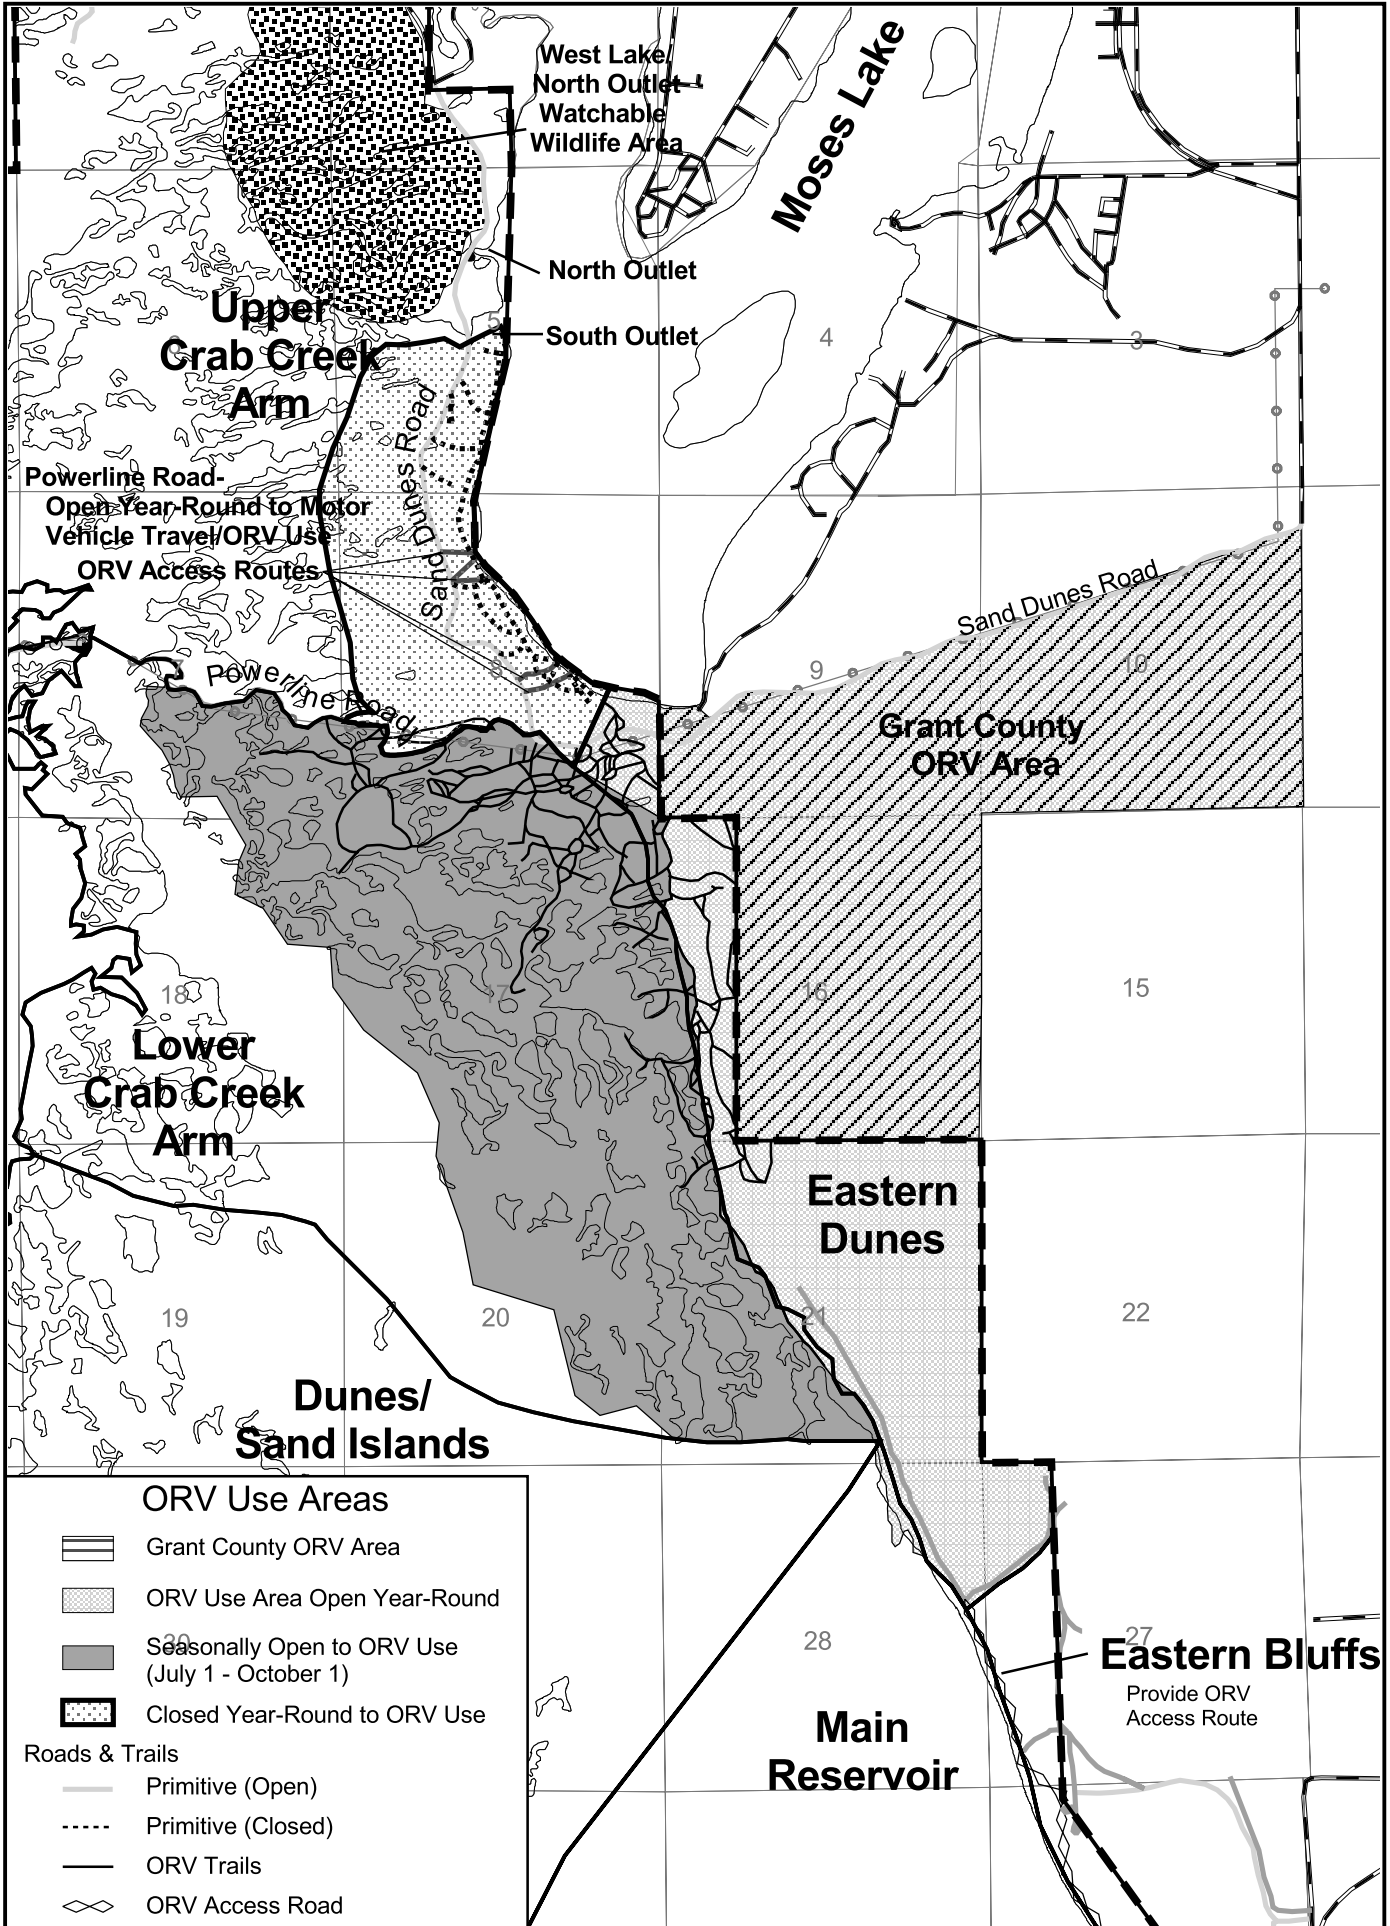 West Lake/
North Outlet
Watchable
Wildlife Area
Moses Lake
North Outlet
South Outlet
5
4
3
6
Upper
Crab Creek
Arm
Sand Dunes Road
Powerline Road-
Open Year-Round to Motor
Vehicle Travel/ORV Use
ORV Access Routes
Sand Dunes Road
7
8
9
10
Powerline Road
Grant County
ORV Area
18
17
16
15
Lower
Crab Creek
Arm
Eastern
Dunes
19
20
21
22
Dunes/
Sand Islands
ORV Use Areas
Grant County ORV Area
ORV Use Area Open Year-Round
Seasonally Open to ORV Use
(July 1 - October 1)
30
Closed Year-Round to ORV Use
Roads & Trails
Primitive (Open)
Primitive (Closed)
ORV Trails
ORV Access Road
28
27
Eastern Bluffs
Provide ORV
Access Route
Main
Reservoir